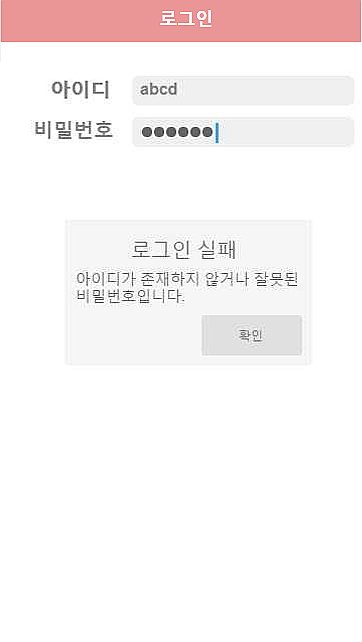 로그인
아이디 abcd
비밀번호 ●●●●●●
로그인 실패
아이디가 존재하지 않거나 잘못된
비밀번호입니다.
확인